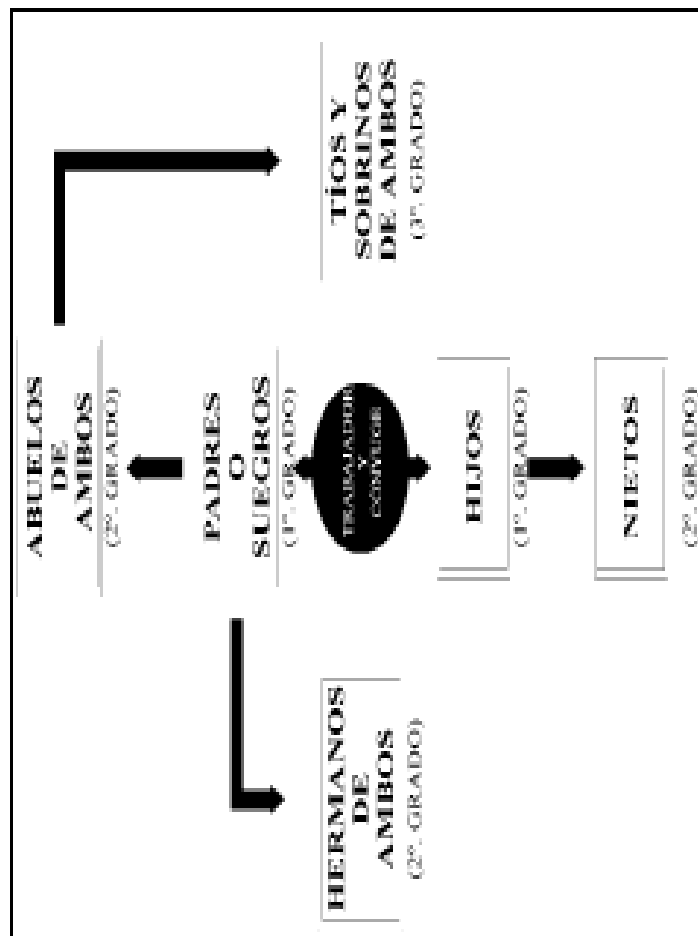 ABUELOS
DE
AMBOS
(2º. GRADO)
PADRES
O
SUEGROS
(1º. GRADO)
TRABAJADOR
Y
CONYUGE
HERMANOS
DE
AMBOS
(2º. GRADO)
TÍOS Y
SOBRINOS
DE AMBOS
(3º. GRADO)
HIJOS
(1º. GRADO)
NIETOS
(2º. GRADO)